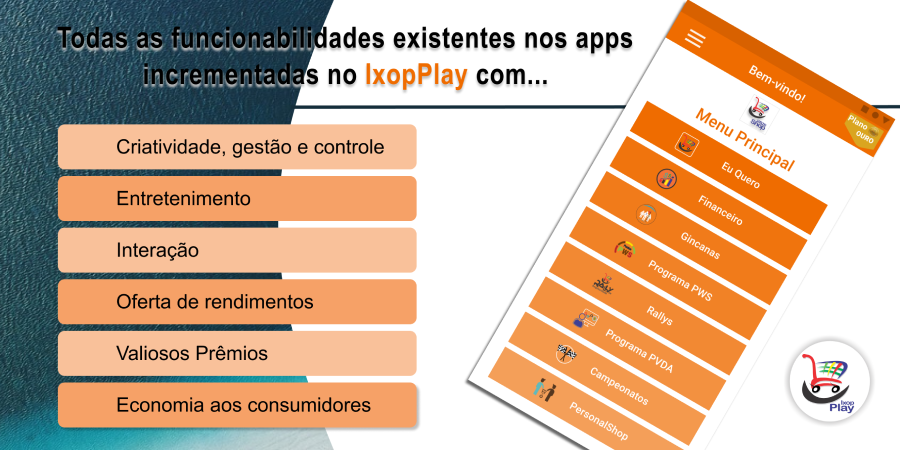 Todas as funcionabilidades existentes nos apps
incrementadas no IxopPlay com...
Criatividade, gestão e controle
Entretenimento
Interação
Oferta de rendimentos
Valiosos Prêmios
Economia aos consumidores
Bem-vindo!
Plano
OURO
Shop
Menu Principal
Eu Quero
Financeiro
Gincanas
Programa PWS
Rallys
Programa PVDA
Campeonatos
PersonalShop
Ixop
Play